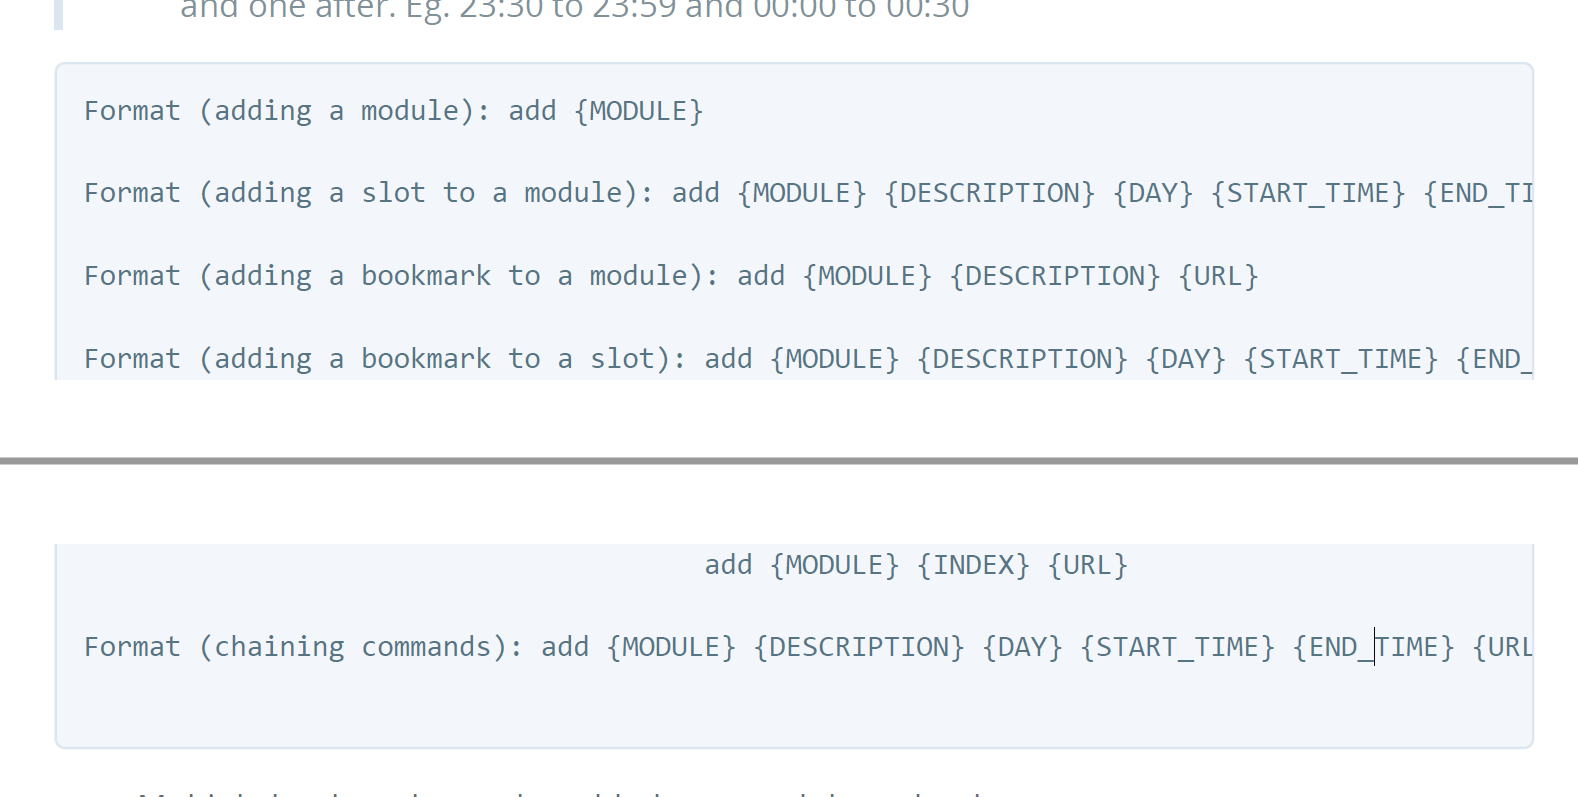 and one after. Eg. 23:30 to 23:59 and 00:00 to 00:30
Format (adding a module): add {MODULE}
Format (adding a slot to a module): add {MODULE} {DESCRIPTION} {DAY} {START_TIME} {END_TI
Format (adding a bookmark to a module): add {MODULE} {DESCRIPTION} {URL}
Format (adding a bookmark to a slot): add {MODULE} {DESCRIPTION} {DAY} {START_TIME} {END_
add {MODULE} {INDEX} {URL}
Format (chaining commands): add {MODULE} {DESCRIPTION} {DAY} {START_TIME} {END_TIME} {URL